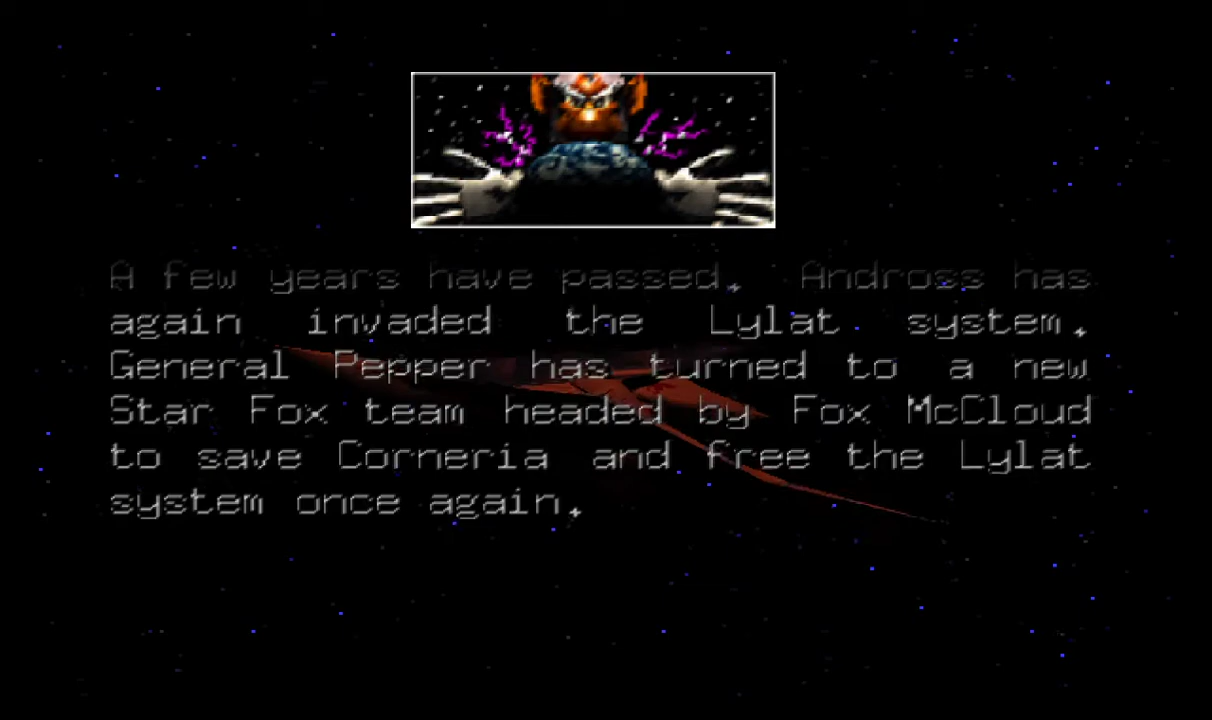 A few years have passed. Andross has
again invaded the Lylat system.
General Pepper has turned to a new
Star Fox team headed by Fox McCloud
to save Corneria and free the Lylat
system once again.